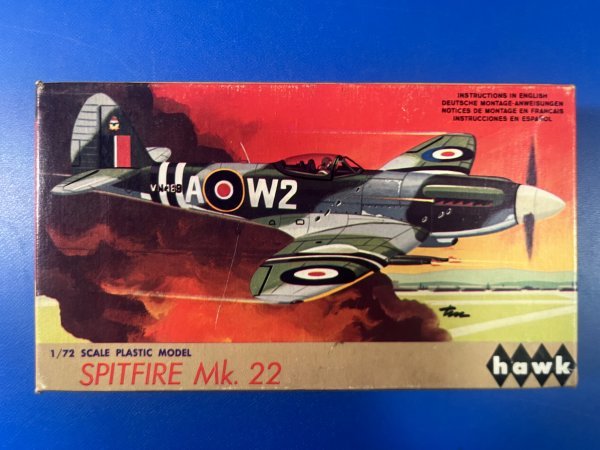 INSTRUCTIONS IN ENGLISH
DEUTSCHE MONTAGE-ANWEISUNGEN
NOTICES DE MONTAGE EN FRANCAIS
INSTRUCCIONES EN ESPAÑOL
A W2
1/72 SCALE PLASTIC MODEL
SPITFIRE Mk. 22
hawk